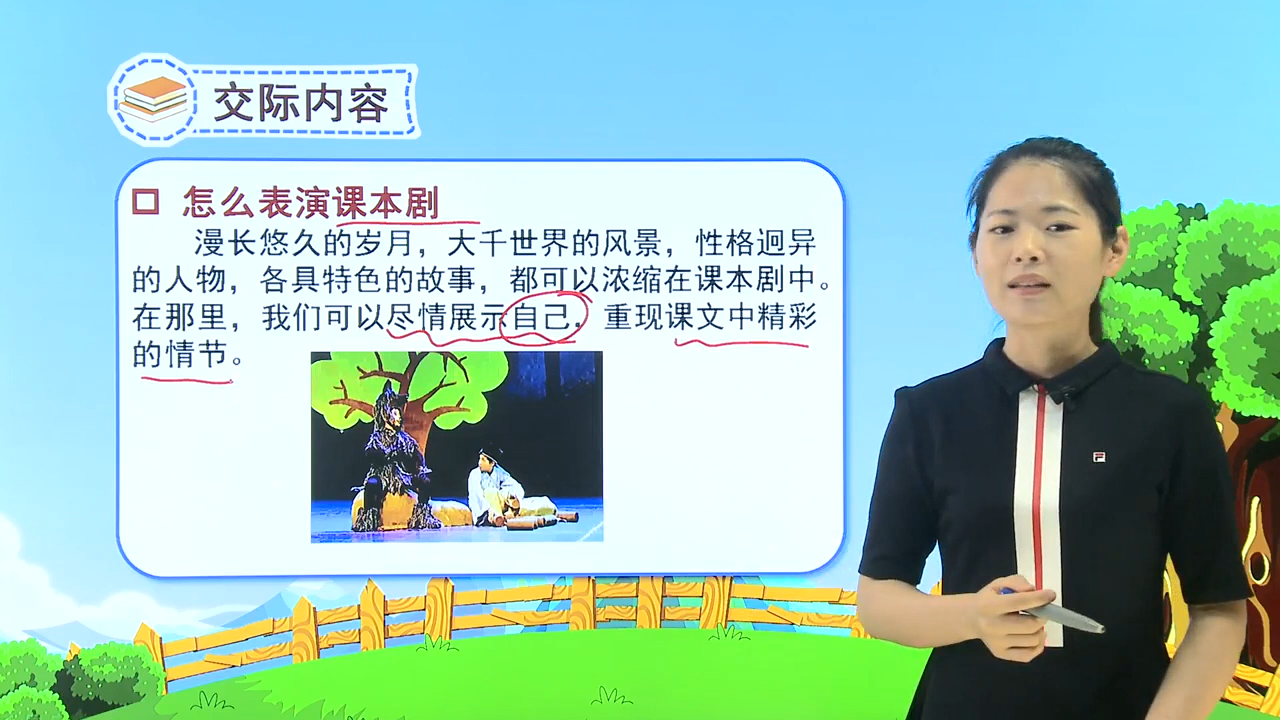 交际内容
怎么表演课本剧
漫长悠久的岁月，大千世界的风景，性格迥异
的人物，各具特色的故事，都可以浓缩在课本剧中。
在那里，我们可以尽情展示自己，重现课文中精彩
的情节。